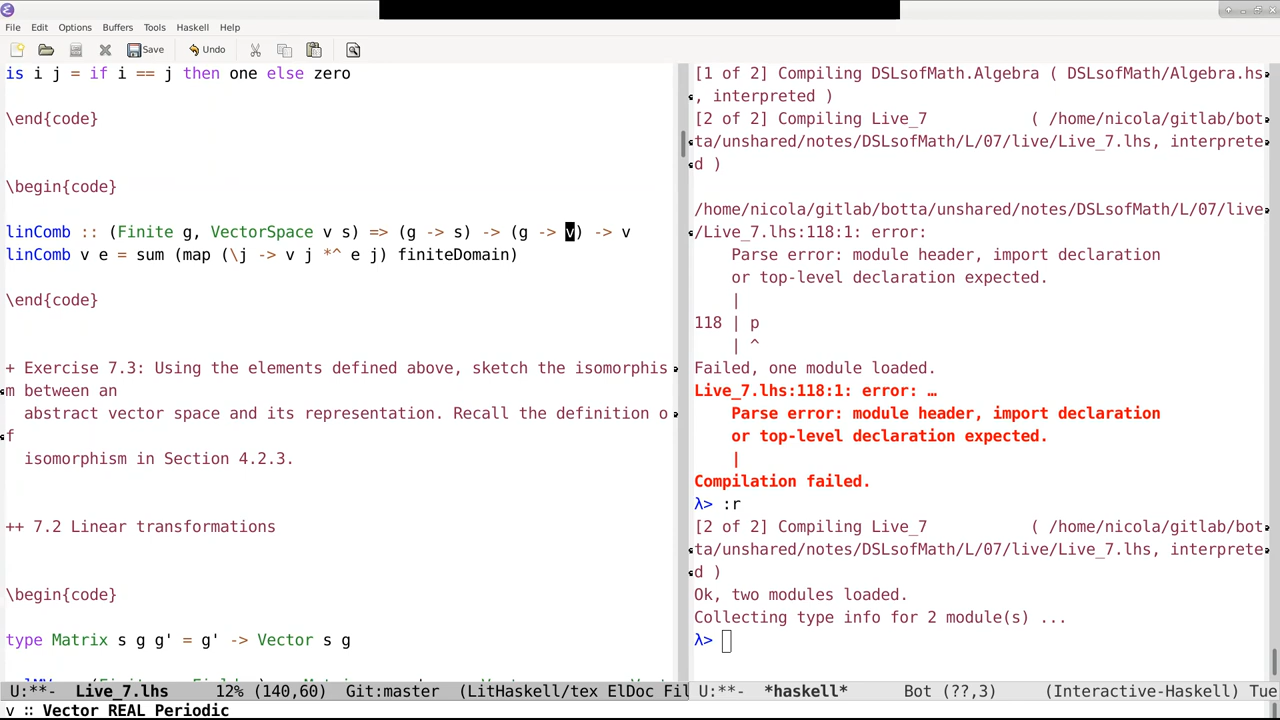 File Edit Options Buffers Tools Haskell Help
Save Undo
is i j = if i == j then one else zero
\end{code}
\begin{code}
linComb :: (Finite g, VectorSpace v s) => (g -> s) -> (g -> v) -> v
linComb v e = sum (map (\j -> v j *^ e j) finiteDomain)
\end{code}
+ Exercise 7.3: Using the elements defined above, sketch the isomorphis
m between an
abstract vector space and its representation. Recall the definition o
f
isomorphism in Section 4.2.3.
++ 7.2 Linear transformations
\begin{code}
type Matrix s g g' = g' -> Vector s g
U:**- Live_7.lhs 12% (140,60) Git:master (LitHaskell/tex ElDoc Fil
[1 of 2] Compiling DSLsofMath.Algebra ( DSLsofMath/Algebra.hs
, interpreted )
[2 of 2] Compiling Live_7 ( /home/nicola/gitlab/bot
ta/unshared/notes/DSLsofMath/L/07/live/Live_7.lhs, interprete
d )
/home/nicola/gitlab/botta/unshared/notes/DSLsofMath/L/07/live
/Live_7.lhs:118:1: error:
Parse error: module header, import declaration
or top-level declaration expected.
|
118 | p
| ^
Failed, one module loaded.
Live_7.lhs:118:1: error: …
Parse error: module header, import declaration
or top-level declaration expected.
|
Compilation failed.
λ> :r
[2 of 2] Compiling Live_7 ( /home/nicola/gitlab/bot
ta/unshared/notes/DSLsofMath/L/07/live/Live_7.lhs, interprete
d )
Ok, two modules loaded.
Collecting type info for 2 module(s) ...
λ>
U:**- *haskell* Bot (??,3) (Interactive-Haskell) Tue
v :: Vector REAL Periodic